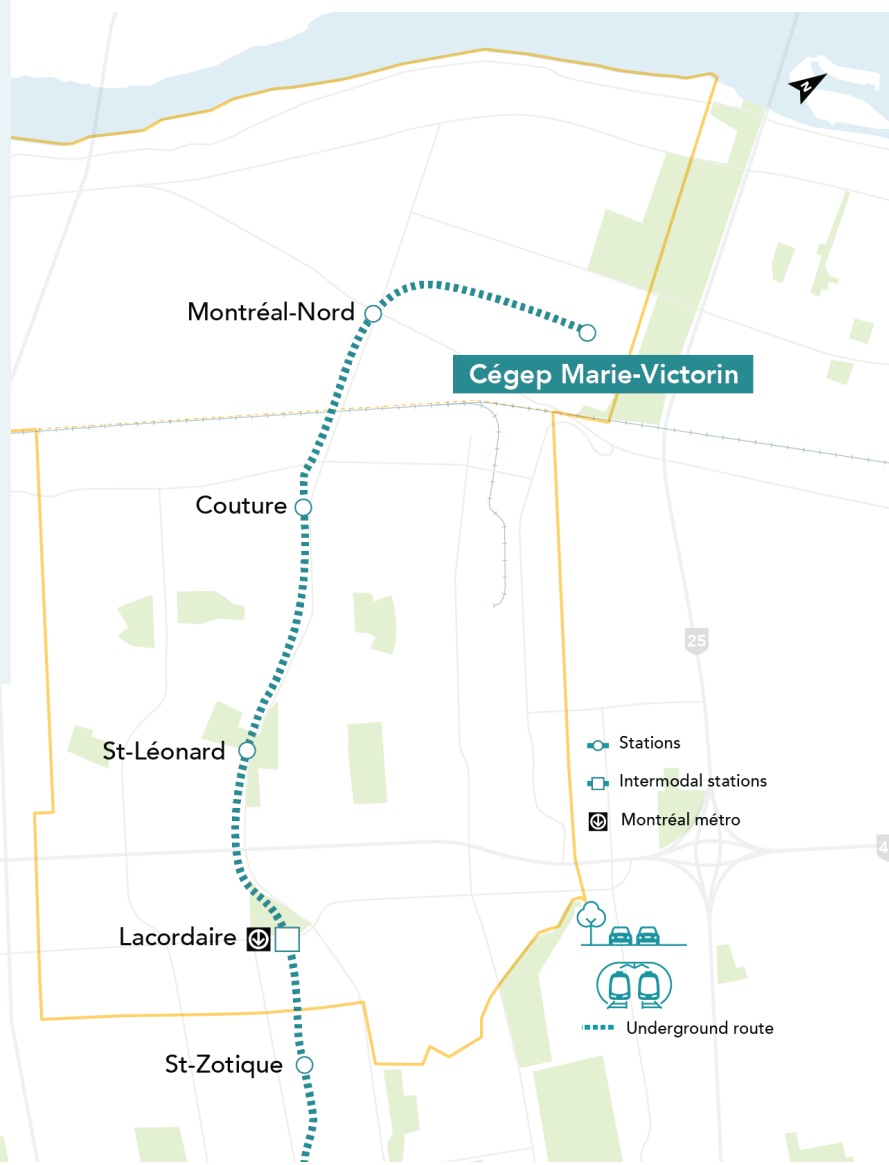 N
Montréal-Nord
Cégep Marie-Victorin
Couture
25
St-Léonard
Stations
Intermodal stations
Montréal métro
4
Lacordaire
Underground route
St-Zotique